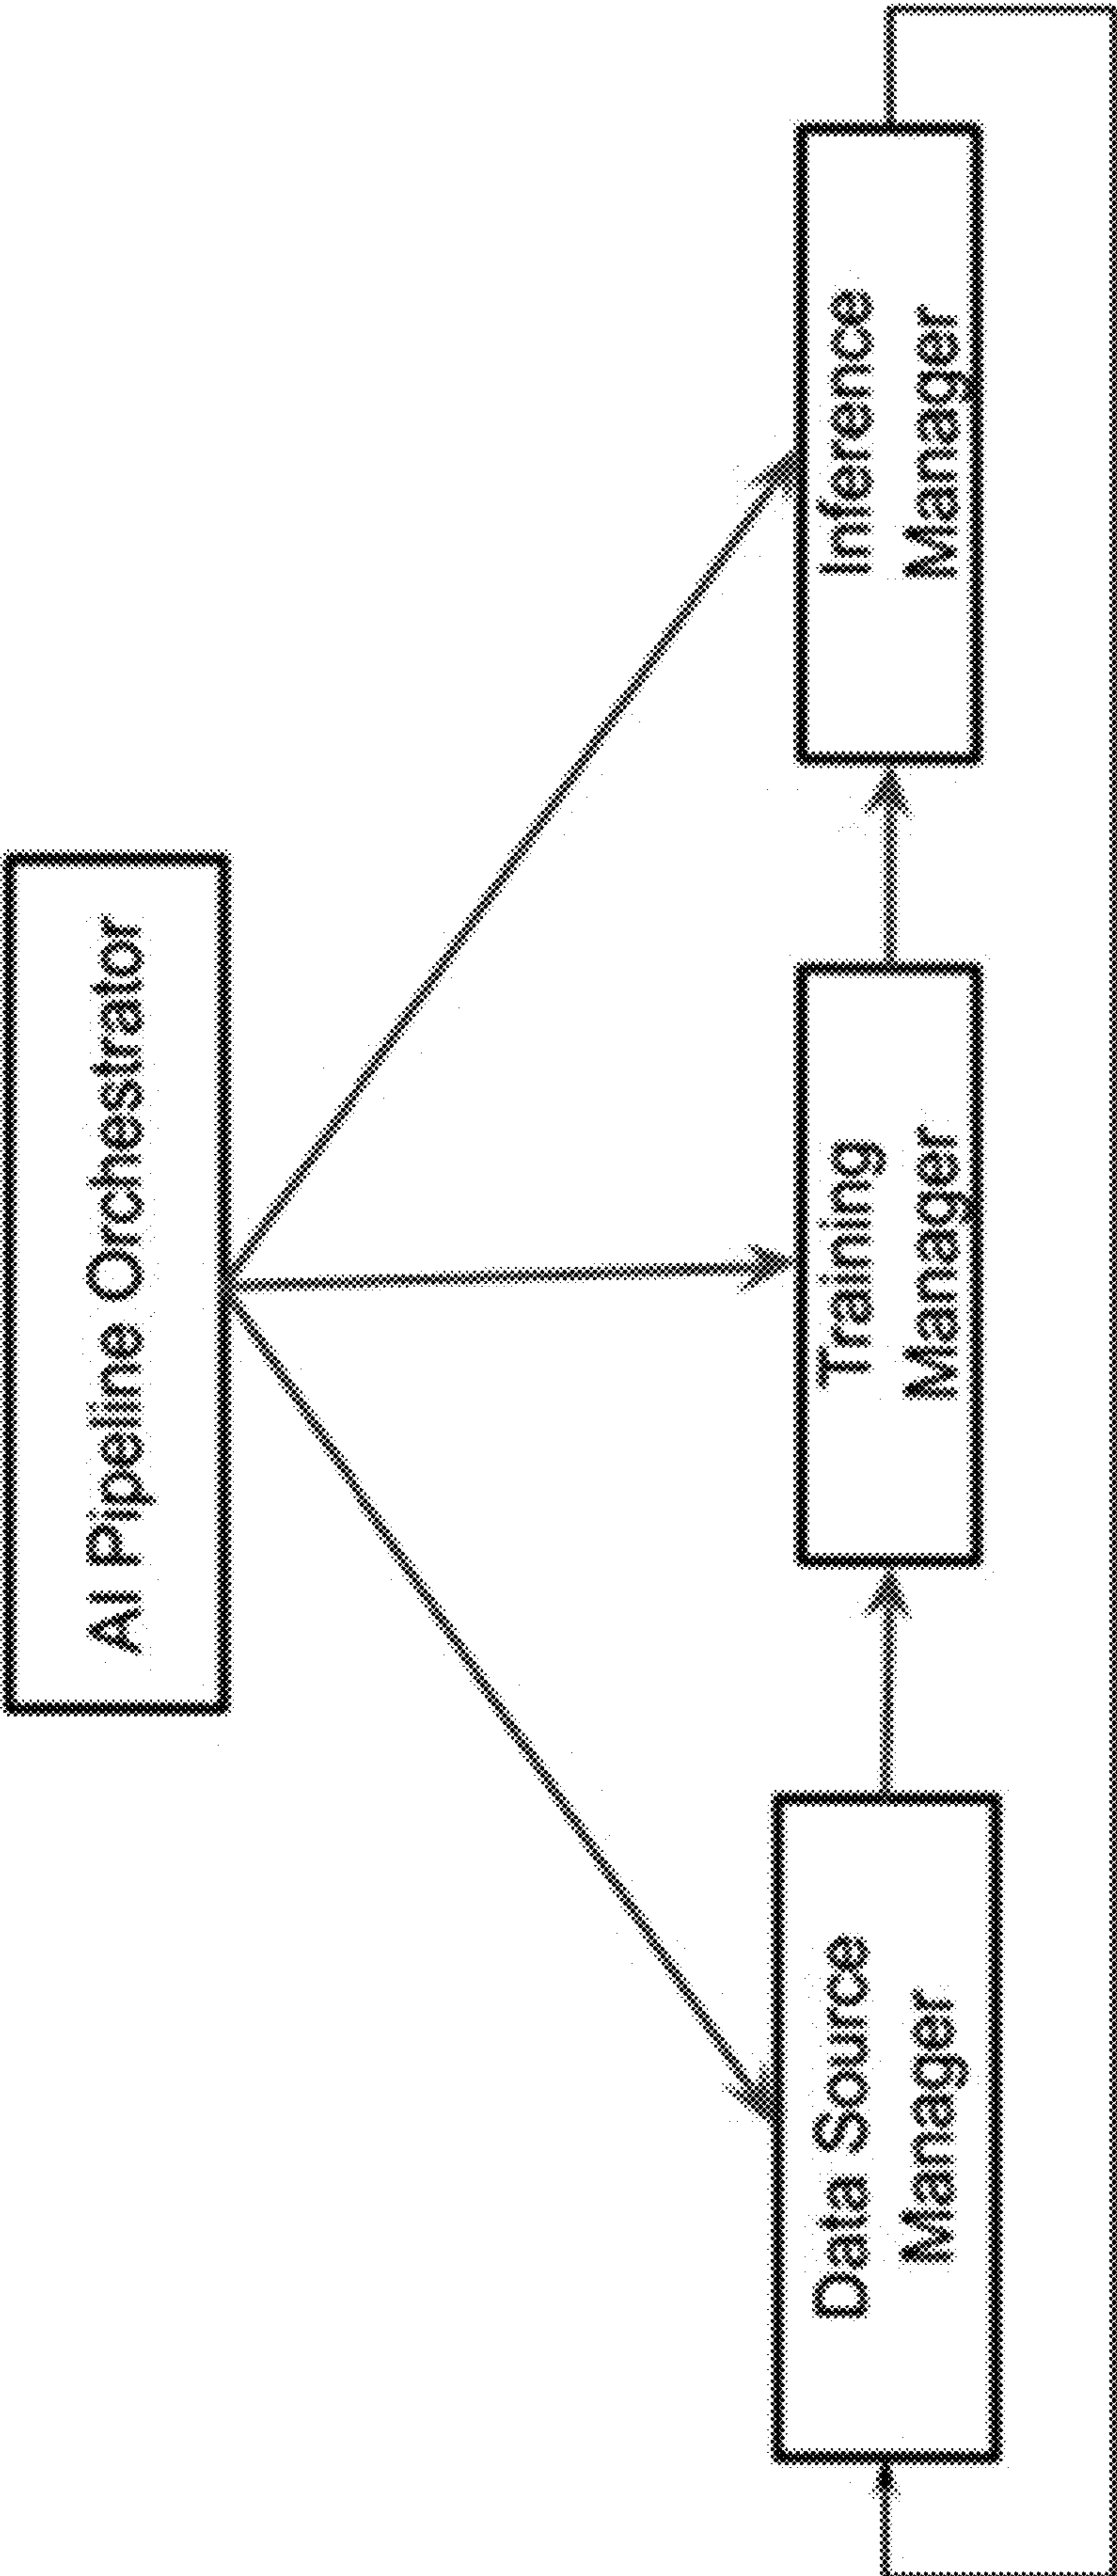 AI Pipeline Orchestrator
Data Source
Manager
Training
Manager
Inference
Manager